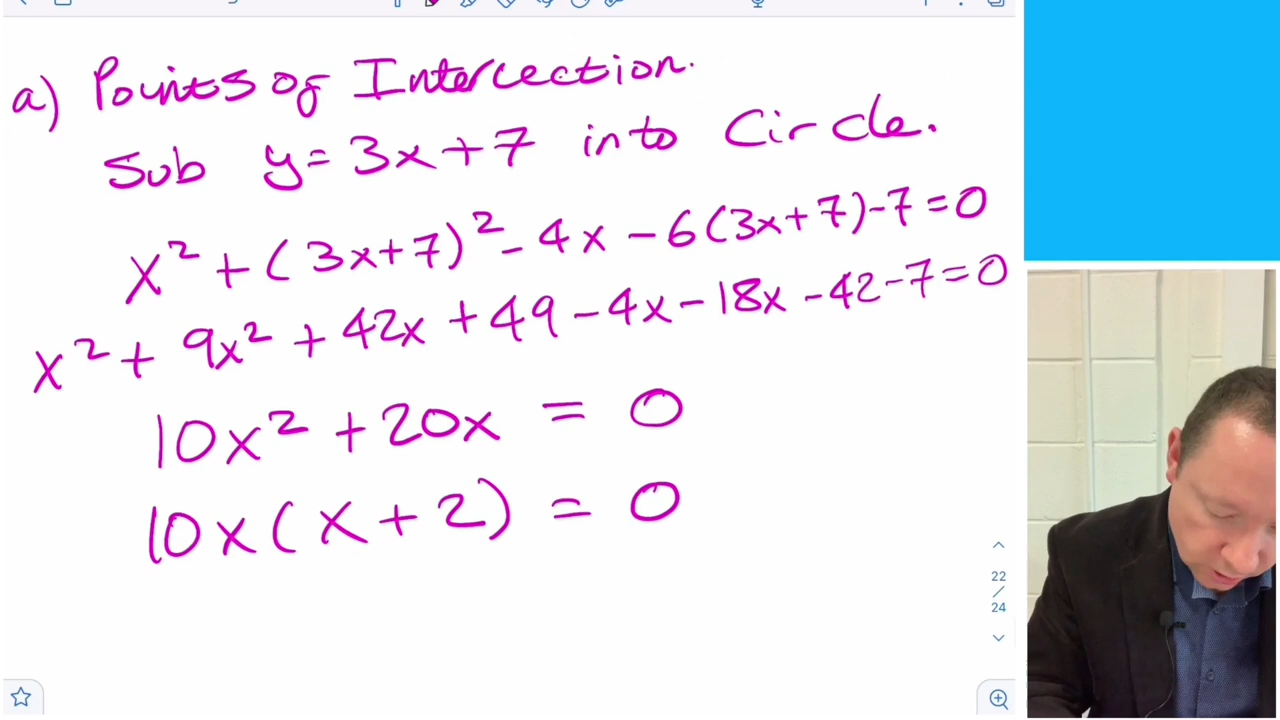 a) Points of Intercection.
Sub y=3x+7 into Circle.
x² + (3x+7)² - 4x - 6(3x+7)-7=0
x² + 9x² + 42x + 49 - 4x - 18x - 42 - 7 = 0
10x² + 20x = 0
10x(x+2) = 0
22
/
24